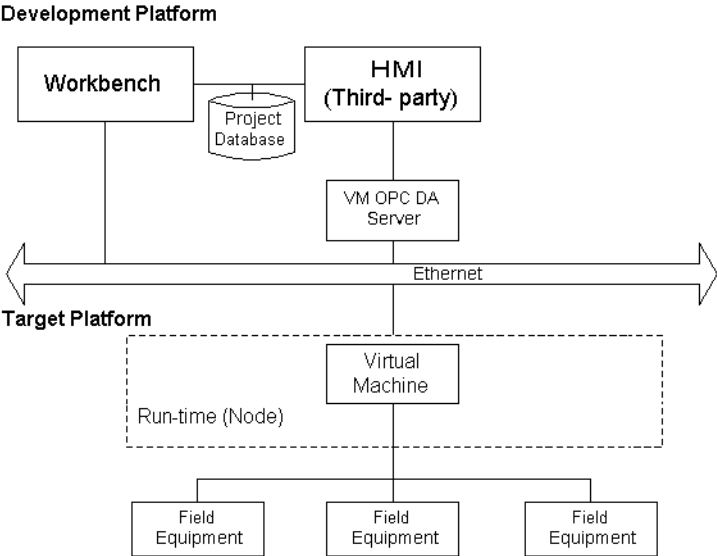 Development Platform
Workbench
HMI
(Third- party)
Project
Database
VM OPC DA
Server
Ethernet
Target Platform
Virtual
Machine
Run-time (Node)
Field
Equipment
Field
Equipment
Field
Equipment